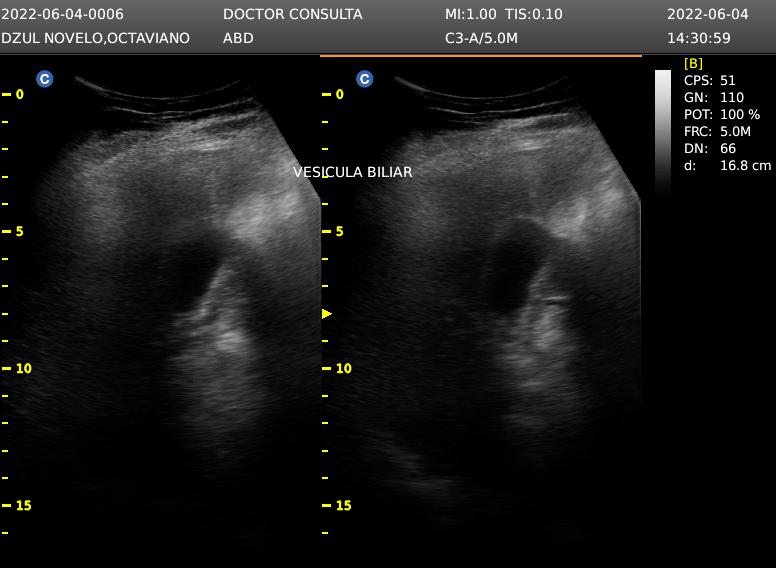 2022-06-04-0006 DOCTOR CONSULTA MI:1.00 TIS:0.10 2022-06-04
DZUL NOVELO,OCTAVIANO ABD C3-A/5.0M 14:30:59
[B]
C C
CPS: 51
0 0
GN: 110
POT: 100 %
FRC: 5.0M
DN: 66
d: 16.8 cm
VESICULA BILIAR
5 5
10 10
15 15